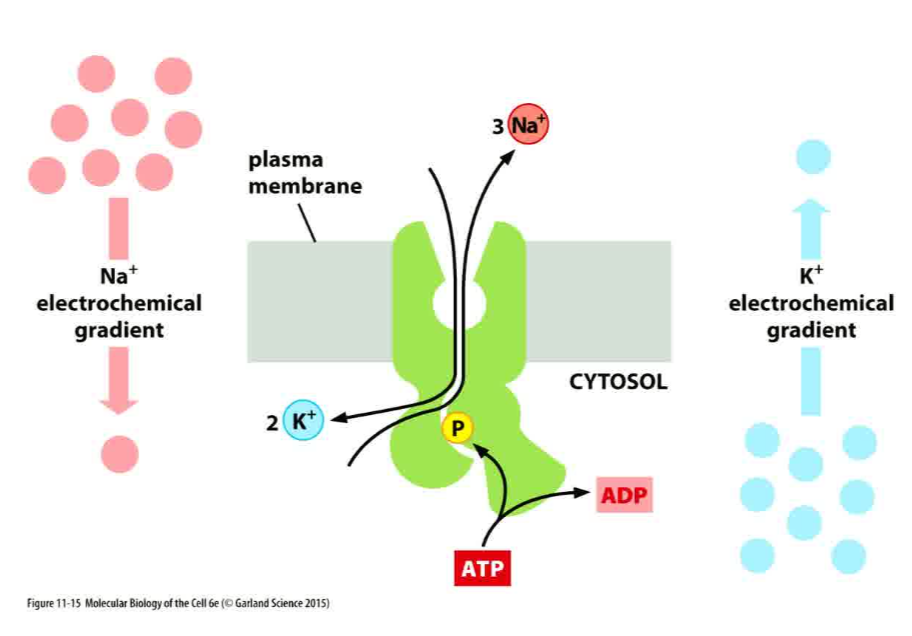 3 Na⁺
plasma
membrane
Na⁺
electrochemical
gradient
K⁺
electrochemical
gradient
CYTOSOL
2 K⁺
P
ADP
ATP
Figure 11-15 Molecular Biology of the Cell 6e (© Garland Science 2015)